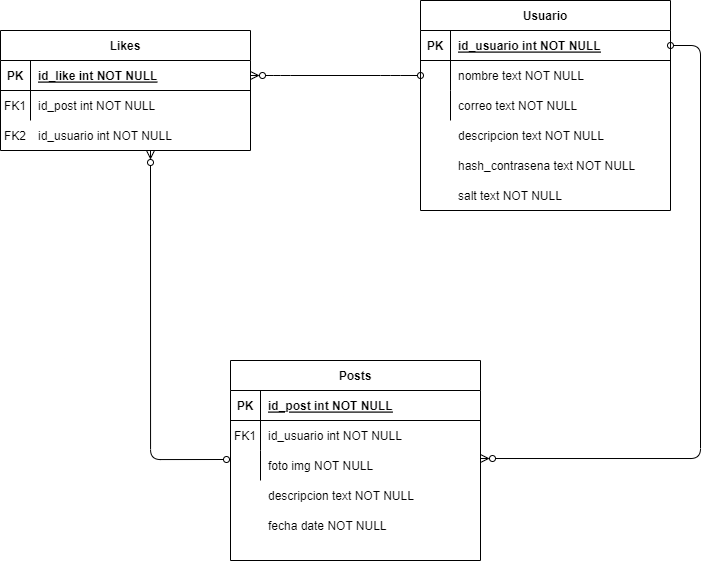 Likes
PK id_like int NOT NULL
FK1 id_post int NOT NULL
FK2 id_usuario int NOT NULL
Usuario
PK id_usuario int NOT NULL
nombre text NOT NULL
correo text NOT NULL
descripcion text NOT NULL
hash_contrasena text NOT NULL
salt text NOT NULL
Posts
PK id_post int NOT NULL
FK1 id_usuario int NOT NULL
foto img NOT NULL
descripcion text NOT NULL
fecha date NOT NULL